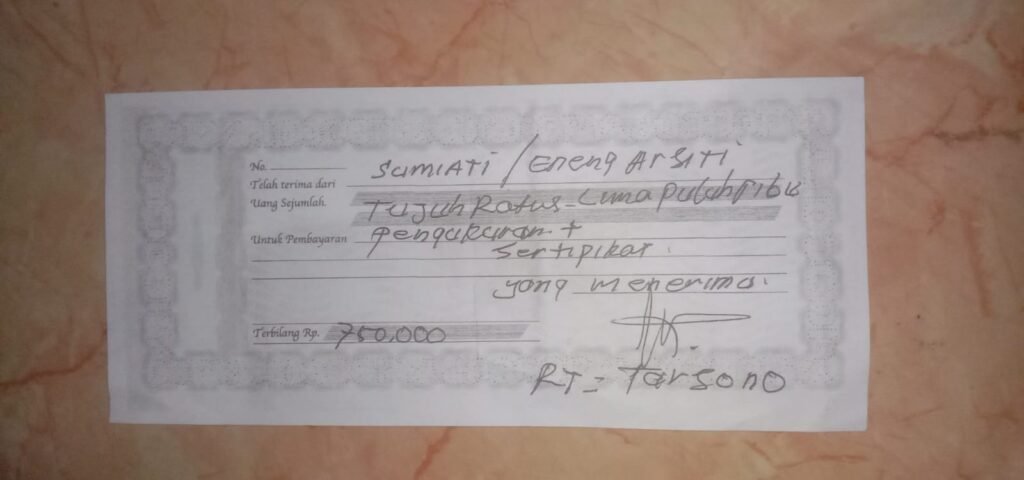 No.
Telah terima dari SumiATi / Eneng ArSiTi
Uang Sejumlah Tujuh Ratus - Lima puluh ribu
Untuk Pembayaran pengukuran +
Sertipikat.
yang menerima.
Terbilang Rp. 750.000
RT = Tarsono